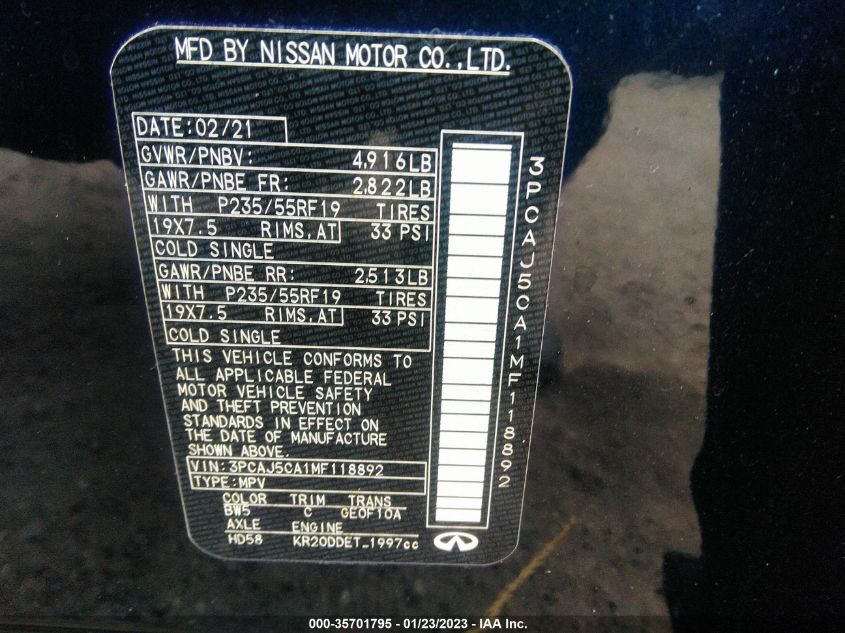 MFD BY NISSAN MOTOR CO.,LTD.
DATE:02/21
GVWR/PNBV: 4,916LB
GAWR/PNBE FR: 2,822LB
WITH P235/55RF19 TIRES
19X7.5 RIMS,AT 33 PSI
COLD SINGLE
GAWR/PNBE RR: 2,513LB
WITH P235/55RF19 TIRES
19X7.5 RIMS,AT 33 PSI
COLD SINGLE
THIS VEHICLE CONFORMS TO
ALL APPLICABLE FEDERAL
MOTOR VEHICLE SAFETY
AND THEFT PREVENTION
STANDARDS IN EFFECT ON
THE DATE OF MANUFACTURE
SHOWN ABOVE.
VIN:3PCAJ5CA1MF118892
TYPE:MPV
COLOR TRIM TRANS
BW5 C GE0F10A
AXLE ENGINE
HD58 KR20DDET_1997cc
3PCAJ5CA1MF118892
000-35701795 - 01/23/2023 - IAA Inc.